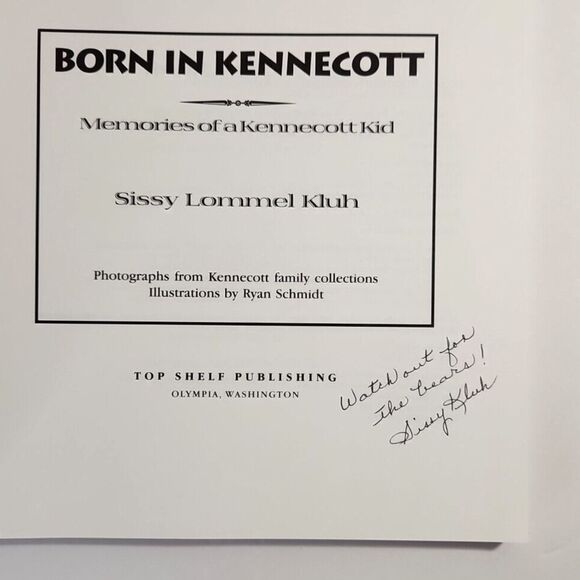 BORN IN KENNECOTT
Memories of a Kennecott Kid
Sissy Lommel Kluh
Photographs from Kennecott family collections
Illustrations by Ryan Schmidt
TOP SHELF PUBLISHING
OLYMPIA, WASHINGTON
Watch out for
the bears!
Sissy Kluh